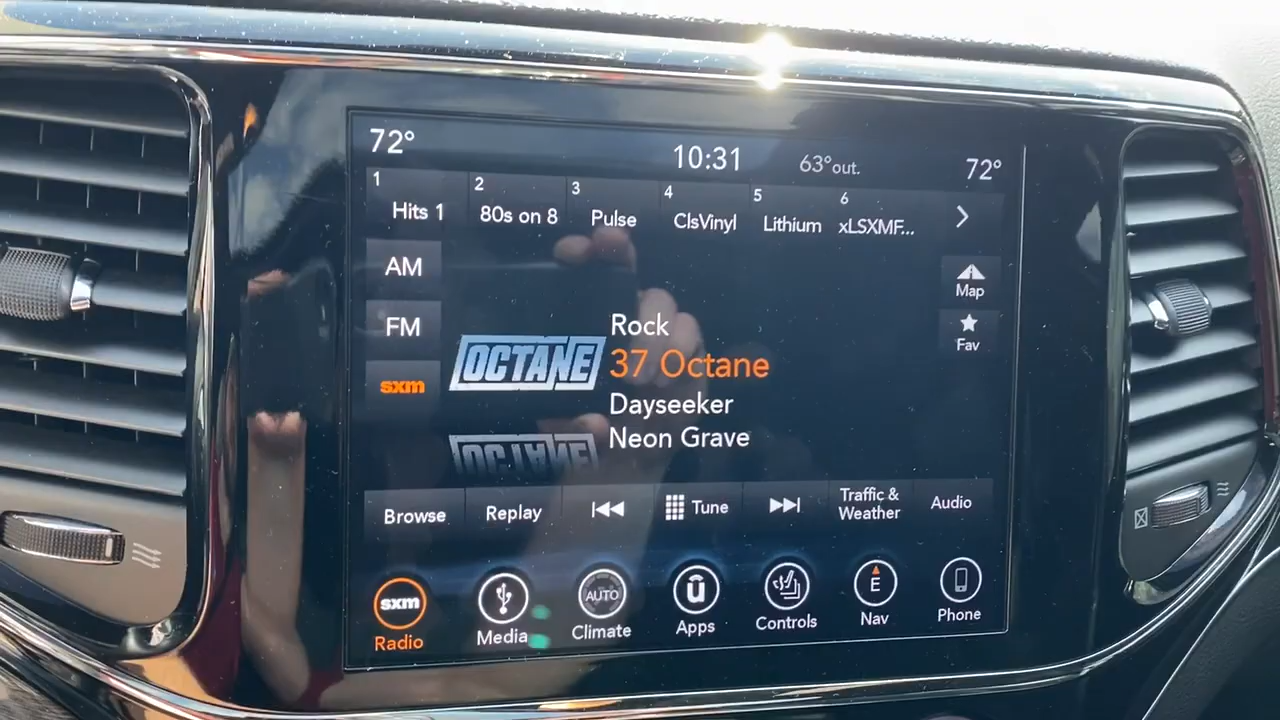 72° 10:31 63°out. 72°
1 2 3 4 5 6
Hits 1 80s on 8 Pulse ClsVinyl Lithium xLSXMF...
AM
Map
FM
Fav
sxm
OCTANE
Rock
37 Octane
Dayseeker
Neon Grave
OCTANE
Browse Replay Tune Traffic & Weather Audio
sxm AUTO û E
Radio Media Climate Apps Controls Nav Phone